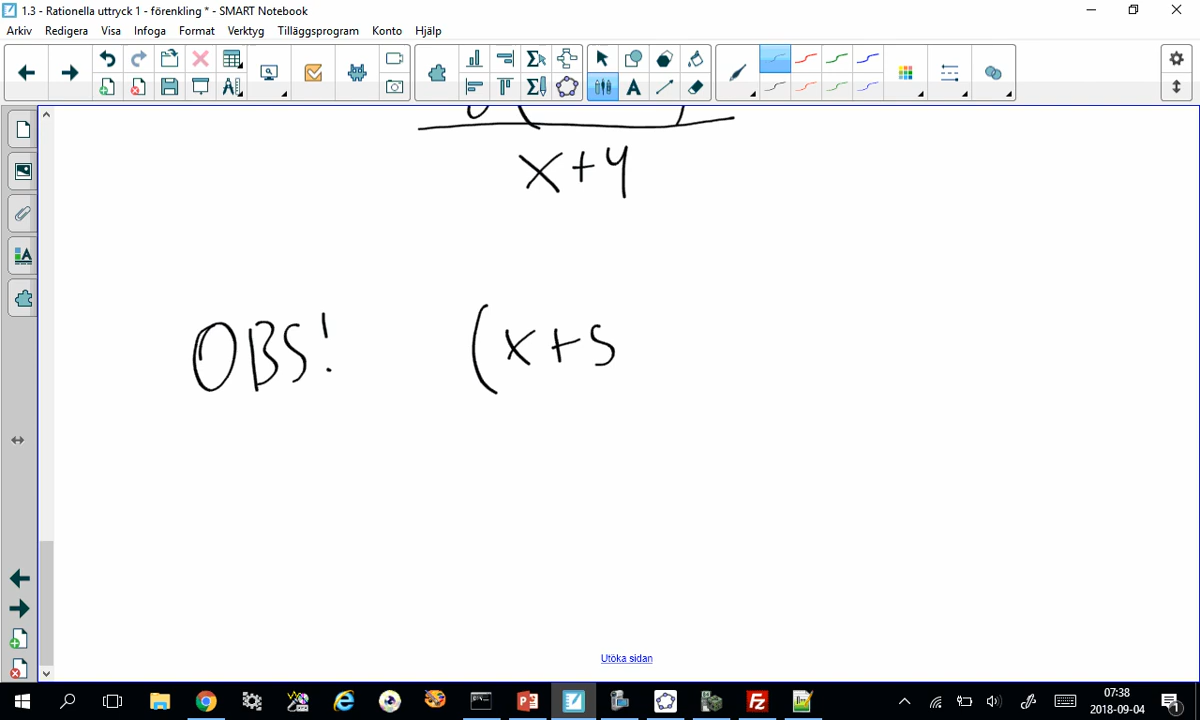 1.3 - Rationella uttryck 1 - förenkling * - SMART Notebook
Arkiv Redigera Visa Infoga Format Verktyg Tilläggsprogram Konto Hjälp
x+4
OBS! (x+5
Utöka sidan
07:38
2018-09-04